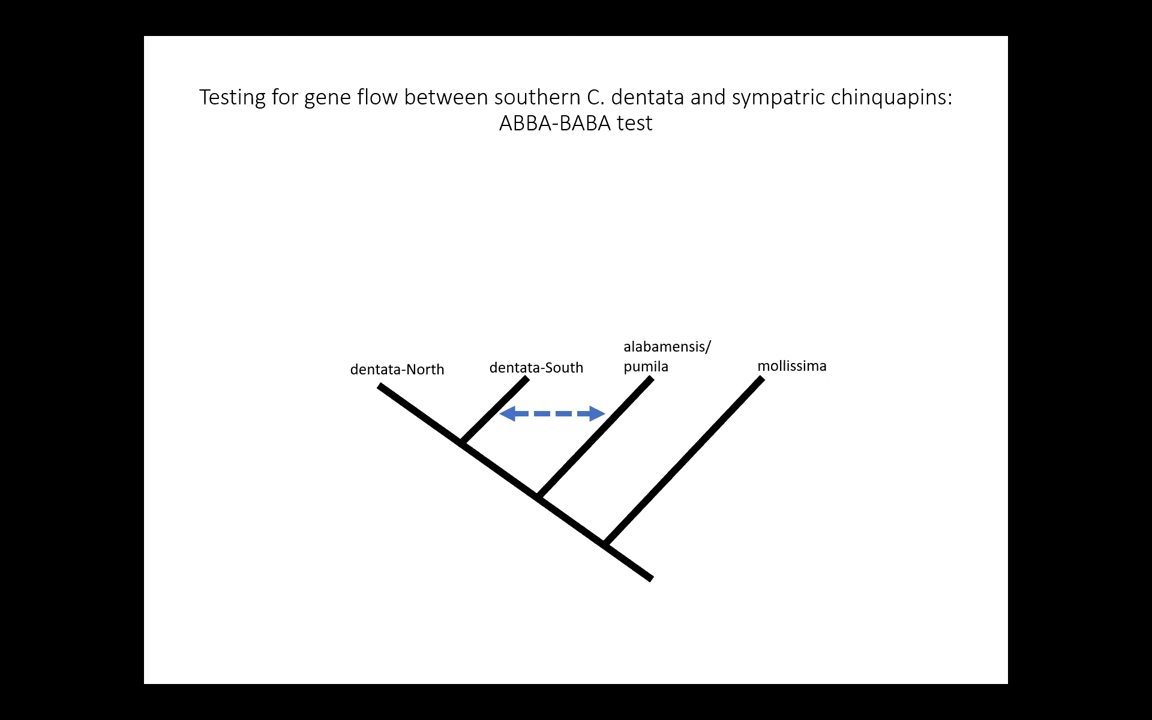 Testing for gene flow between southern C. dentata and sympatric chinquapins:
ABBA-BABA test
alabamensis/
pumila
dentata-North
dentata-South
mollissima